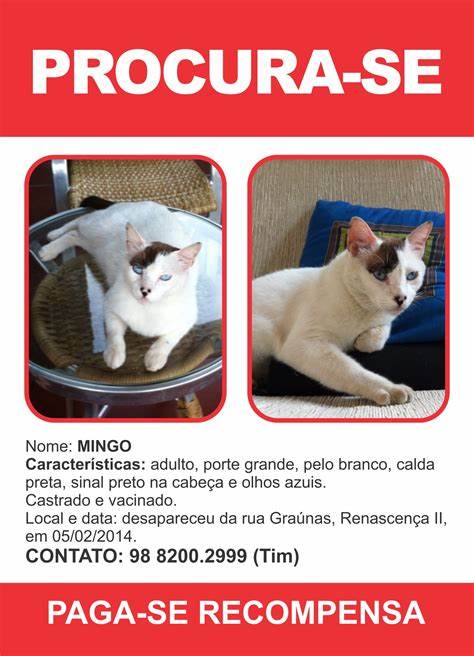 PROCURA-SE
Nome: MINGO
Características: adulto, porte grande, pelo branco, calda
preta, sinal preto na cabeça e olhos azuis.
Castrado e vacinado.
Local e data: desapareceu da rua Graúnas, Renascença II,
em 05/02/2014.
CONTATO: 98 8200.2999 (Tim)
PAGA-SE RECOMPENSA